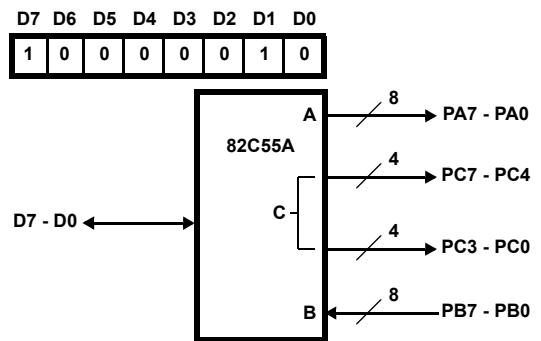 D7 D6 D5 D4 D3 D2 D1 D0
1 0 0 0 0 0 1 0
8
A PA7 - PA0
82C55A
4
PC7 - PC4
C
D7 - D0
4
PC3 - PC0
8
B PB7 - PB0